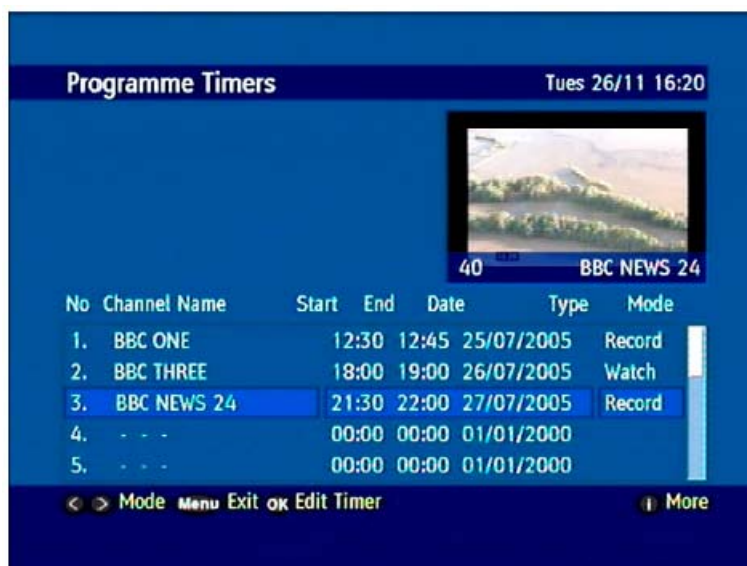 Programme Timers Tues 26/11 16:20
40 BBC NEWS 24
No Channel Name Start End Date Type Mode
1. BBC ONE 12:30 12:45 25/07/2005 Record
2. BBC THREE 18:00 19:00 26/07/2005 Watch
3. BBC NEWS 24 21:30 22:00 27/07/2005 Record
4. - - - 00:00 00:00 01/01/2000
5. - - - 00:00 00:00 01/01/2000
< > Mode Menu Exit OK Edit Timer i More